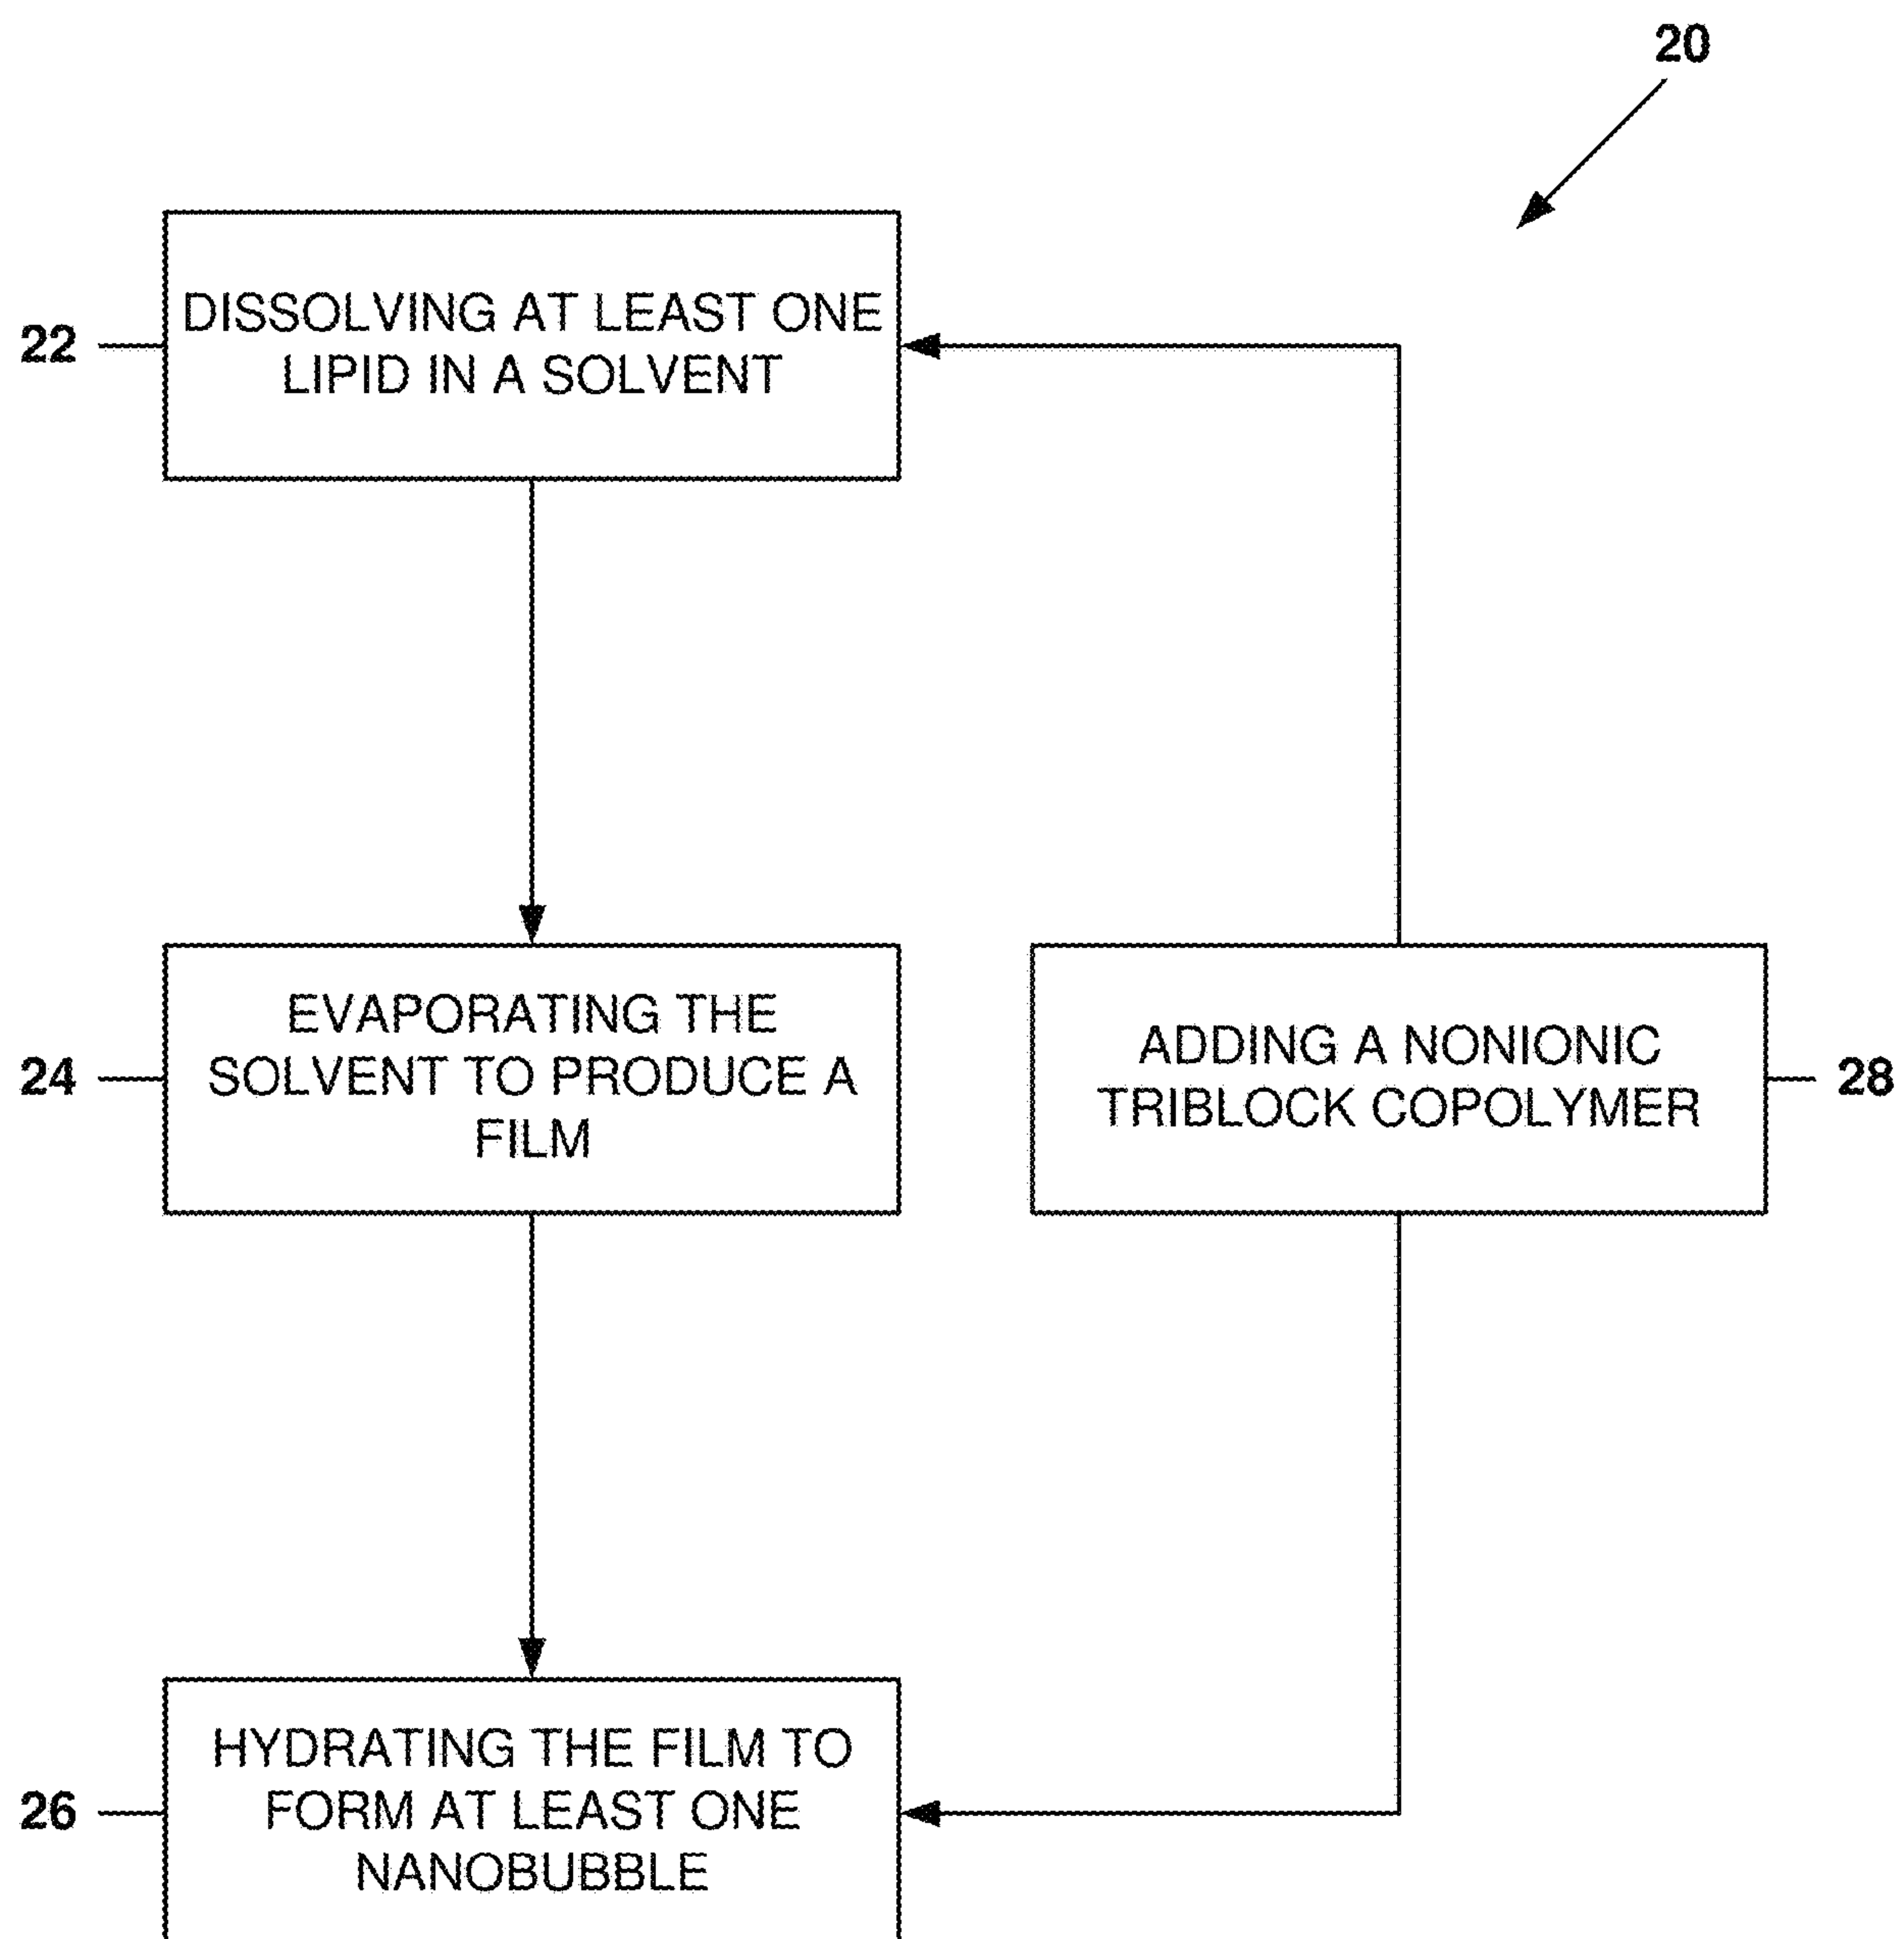 20
22
DISSOLVING AT LEAST ONE
LIPID IN A SOLVENT
24
EVAPORATING THE
SOLVENT TO PRODUCE A
FILM
ADDING A NONIONIC
TRIBLOCK COPOLYMER
28
26
HYDRATING THE FILM TO
FORM AT LEAST ONE
NANOBUBBLE